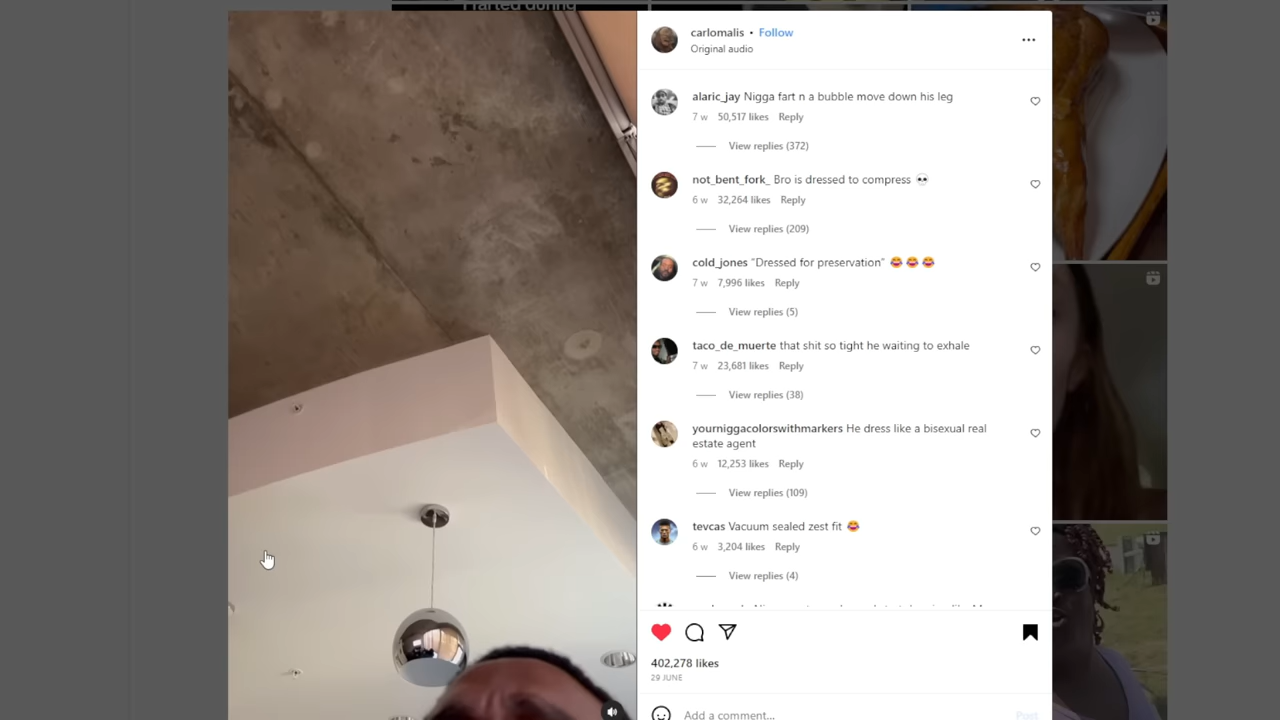 I started during
carlomalis • Follow
Original audio
alaric_jay Nigga fart n a bubble move down his leg
7 w 50,517 likes Reply
View replies (372)
not_bent_fork_ Bro is dressed to compress 💀
6 w 32,264 likes Reply
View replies (209)
cold_jones "Dressed for preservation" 😂😂😂
7 w 7,996 likes Reply
View replies (5)
taco_de_muerte that shit so tight he waiting to exhale
7 w 23,681 likes Reply
View replies (38)
yourniggacolorswithmarkers He dress like a bisexual real
estate agent
6 w 12,253 likes Reply
View replies (109)
tevcas Vacuum sealed zest fit 😂
6 w 3,204 likes Reply
View replies (4)
402,278 likes
29 JUNE
Add a comment...
Post